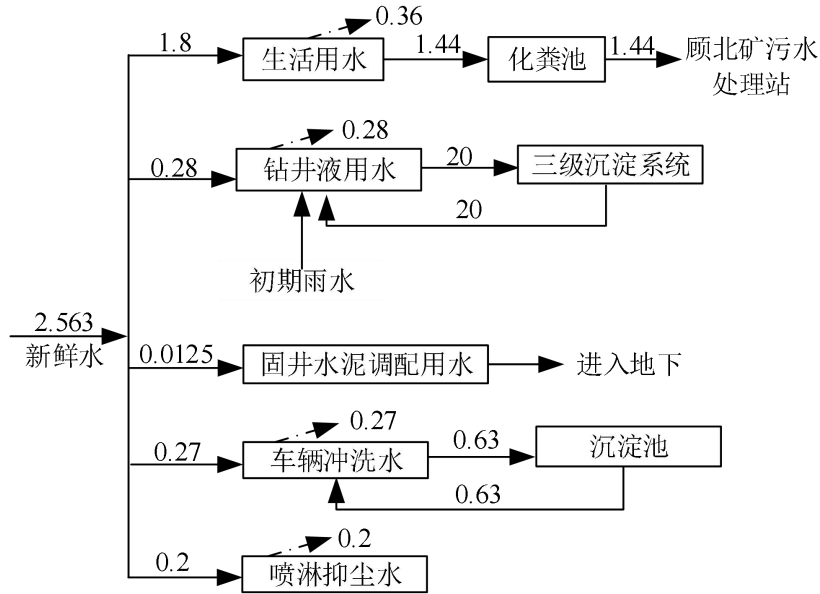 0.36
1.8
生活用水
1.44
化粪池
1.44
顾北矿污水
处理站
0.28
0.28
钻井液用水
20
三级沉淀系统
20
初期雨水
2.563
新鲜水
0.0125
固井水泥调配用水
进入地下
0.27
0.27
车辆冲洗水
0.63
沉淀池
0.63
0.2
0.2
喷淋抑尘水